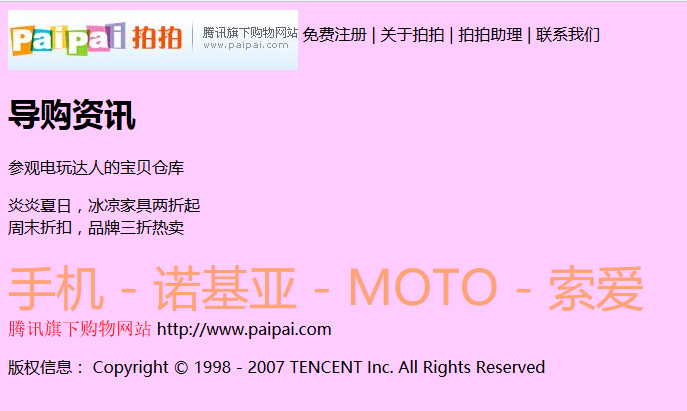 PaiPai 拍拍 腾讯旗下购物网站 免费注册 | 关于拍拍 | 拍拍助理 | 联系我们
www.paipai.com
导购资讯
参观电玩达人的宝贝仓库
炎炎夏日，冰凉家具两折起
周末折扣，品牌三折热卖
手机 - 诺基亚 - MOTO - 索爱
腾讯旗下购物网站 http://www.paipai.com
版权信息： Copyright © 1998 - 2007 TENCENT Inc. All Rights Reserved